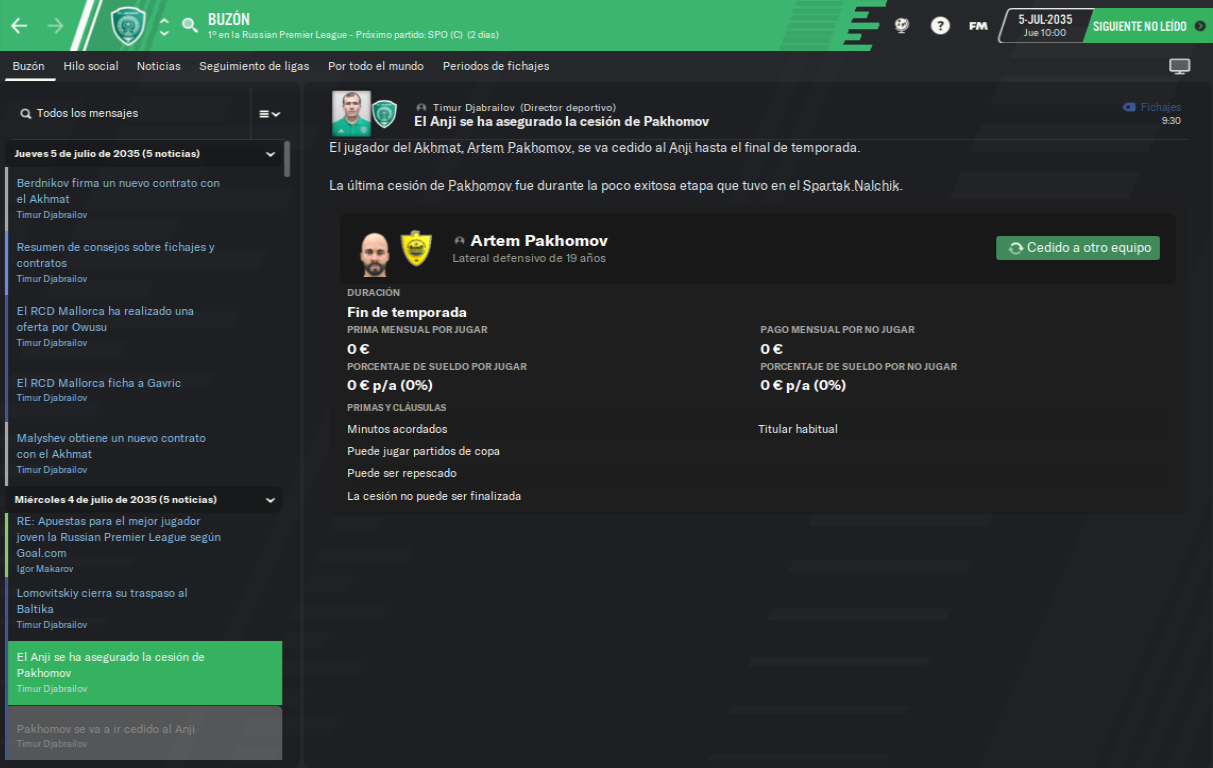 BUZÓN
1º en la Russian Premier League - Próximo partido: SPO (C) (2 días)
?
FM
5-JUL-2035
Jue 10:00
SIGUIENTE NO LEÍDO
Buzón Hilo social Noticias Seguimiento de ligas Por todo el mundo Periodos de fichajes
Todos los mensajes
Jueves 5 de julio de 2035 (5 noticias)
Berdnikov firma un nuevo contrato con
el Akhmat
Timur Djabrailov
Resumen de consejos sobre fichajes y
contratos
Timur Djabrailov
El RCD Mallorca ha realizado una
oferta por Owusu
Timur Djabrailov
El RCD Mallorca ficha a Gavric
Timur Djabrailov
Malyshev obtiene un nuevo contrato
con el Akhmat
Timur Djabrailov
Miércoles 4 de julio de 2035 (5 noticias)
RE: Apuestas para el mejor jugador
joven la Russian Premier League según
Goal.com
Igor Makarov
Lomovitskiy cierra su traspaso al
Baltika
Timur Djabrailov
El Anji se ha asegurado la cesión de
Pakhomov
Timur Djabrailov
Pakhomov se va a ir cedido al Anji
Timur Djabrailov
Timur Djabrailov (Director deportivo)
El Anji se ha asegurado la cesión de Pakhomov
Fichajes
9:30
El jugador del Akhmat, Artem Pakhomov, se va cedido al Anji hasta el final de temporada.
La última cesión de Pakhomov fue durante la poco exitosa etapa que tuvo en el Spartak Nalchik.
Artem Pakhomov
Lateral defensivo de 19 años
Cedido a otro equipo
DURACIÓN
Fin de temporada
PRIMA MENSUAL POR JUGAR PAGO MENSUAL POR NO JUGAR
0 € 0 €
PORCENTAJE DE SUELDO POR JUGAR PORCENTAJE DE SUELDO POR NO JUGAR
0 € p/a (0%) 0 € p/a (0%)
PRIMAS Y CLÁUSULAS
Minutos acordados Titular habitual
Puede jugar partidos de copa
Puede ser repescado
La cesión no puede ser finalizada